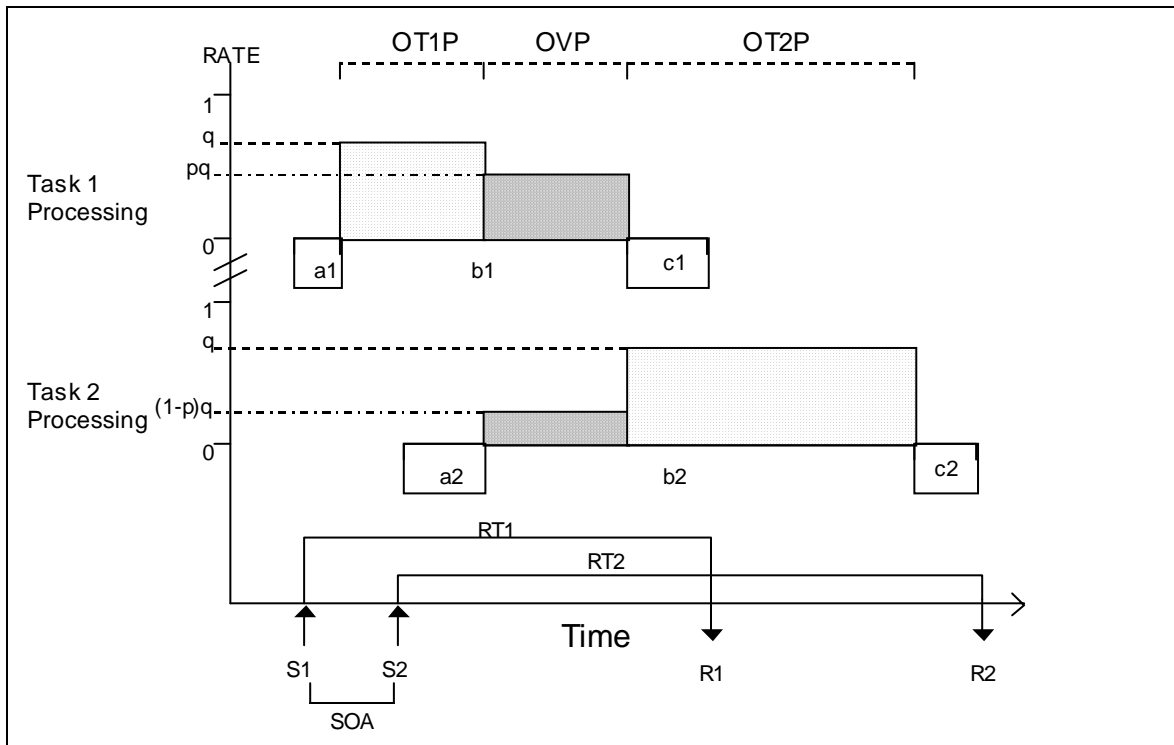 OT1P OVP OT2P
RATE
1
q
pq
Task 1
Processing
0
a1 b1 c1
1
q
Task 2
Processing
(1-p)q
0
a2 b2 c2
RT1
RT2
Time
S1 S2 R1 R2
SOA